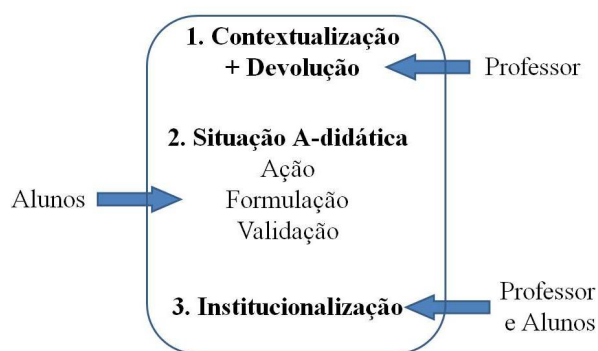 1. Contextualização
+ Devolução
Professor
2. Situação A-didática
Ação
Alunos
Formulação
Validação
3. Institucionalização
Professor
e Alunos